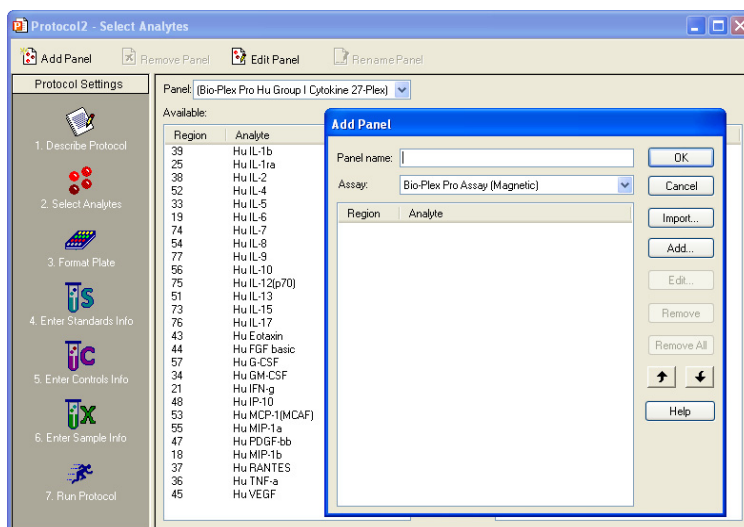 Protocol2 - Select Analytes
Add Panel Remove Panel Edit Panel Rename Panel
Protocol Settings
1. Describe Protocol
2. Select Analytes
3. Format Plate
4. Enter Standards Info
5. Enter Controls Info
6. Enter Sample Info
7. Run Protocol
Panel: (Bio-Plex Pro Hu Group I Cytokine 27-Plex)
Available:
Region Analyte
39 Hu IL-1b
25 Hu IL-1ra
38 Hu IL-2
52 Hu IL-4
33 Hu IL-5
19 Hu IL-6
74 Hu IL-7
54 Hu IL-8
77 Hu IL-9
56 Hu IL-10
75 Hu IL-12(p70)
51 Hu IL-13
73 Hu IL-15
76 Hu IL-17
43 Hu Eotaxin
44 Hu FGF basic
57 Hu G-CSF
34 Hu GM-CSF
21 Hu IFN-g
48 Hu IP-10
53 Hu MCP-1(MCAF)
55 Hu MIP-1a
47 Hu PDGF-bb
18 Hu MIP-1b
37 Hu RANTES
36 Hu TNF-a
45 Hu VEGF
Add Panel
Panel name:
Assay: Bio-Plex Pro Assay (Magnetic)
Region Analyte
OK
Cancel
Import...
Add...
Edit...
Remove
Remove All
Help